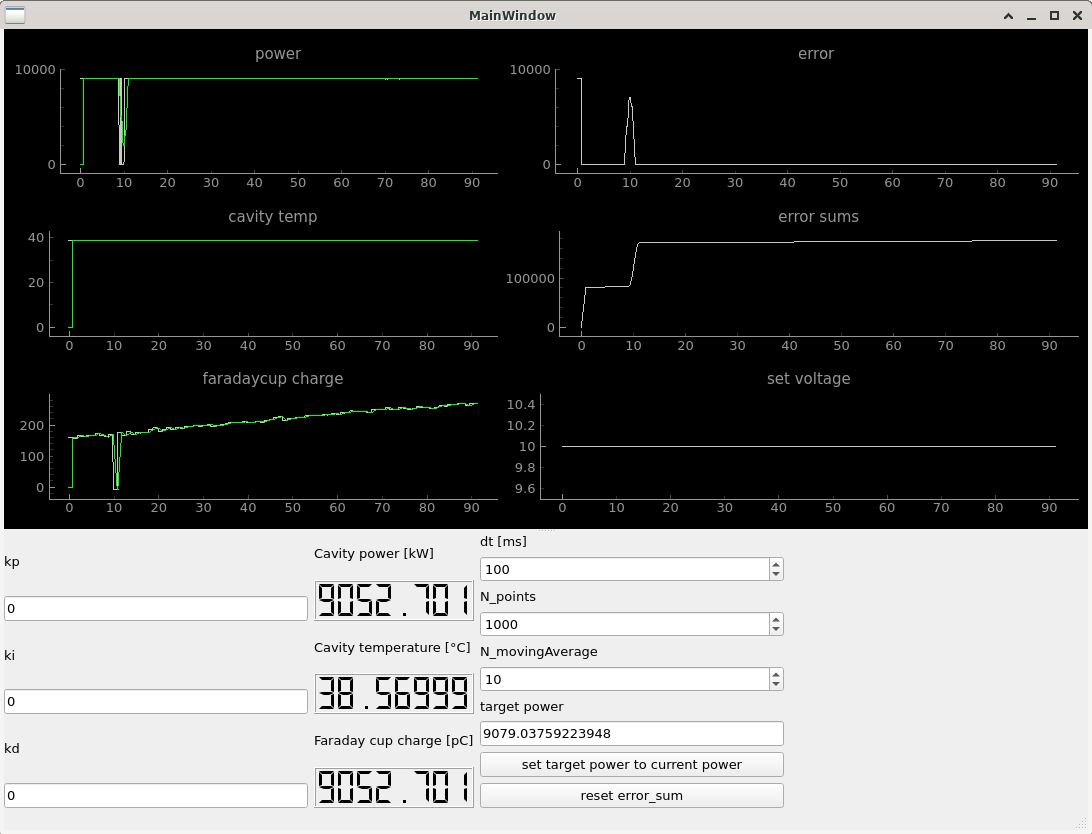 MainWindow
power
10000
0
0 10 20 30 40 50 60 70 80 90
error
10000
0
0 10 20 30 40 50 60 70 80 90
cavity temp
40
20
0
0 10 20 30 40 50 60 70 80 90
error sums
100000
0
0 10 20 30 40 50 60 70 80 90
faradaycup charge
200
100
0
0 10 20 30 40 50 60 70 80 90
set voltage
10.4
10.2
10
9.8
9.6
0 10 20 30 40 50 60 70 80 90
kp
0
ki
0
kd
0
Cavity power [kW]
9052.701
Cavity temperature [°C]
38.56999
Faraday cup charge [pC]
9052.701
dt [ms]
100
N_points
1000
N_movingAverage
10
target power
9079.03759223948
set target power to current power
reset error_sum